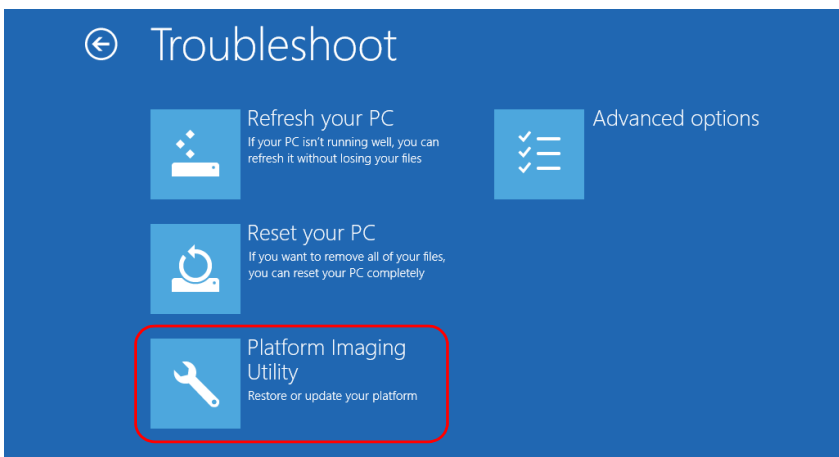 Troubleshoot
Refresh your PC
If your PC isn't running well, you can
refresh it without losing your files
Advanced options
Reset your PC
If you want to remove all of your files,
you can reset your PC completely
Platform Imaging
Utility
Restore or update your platform